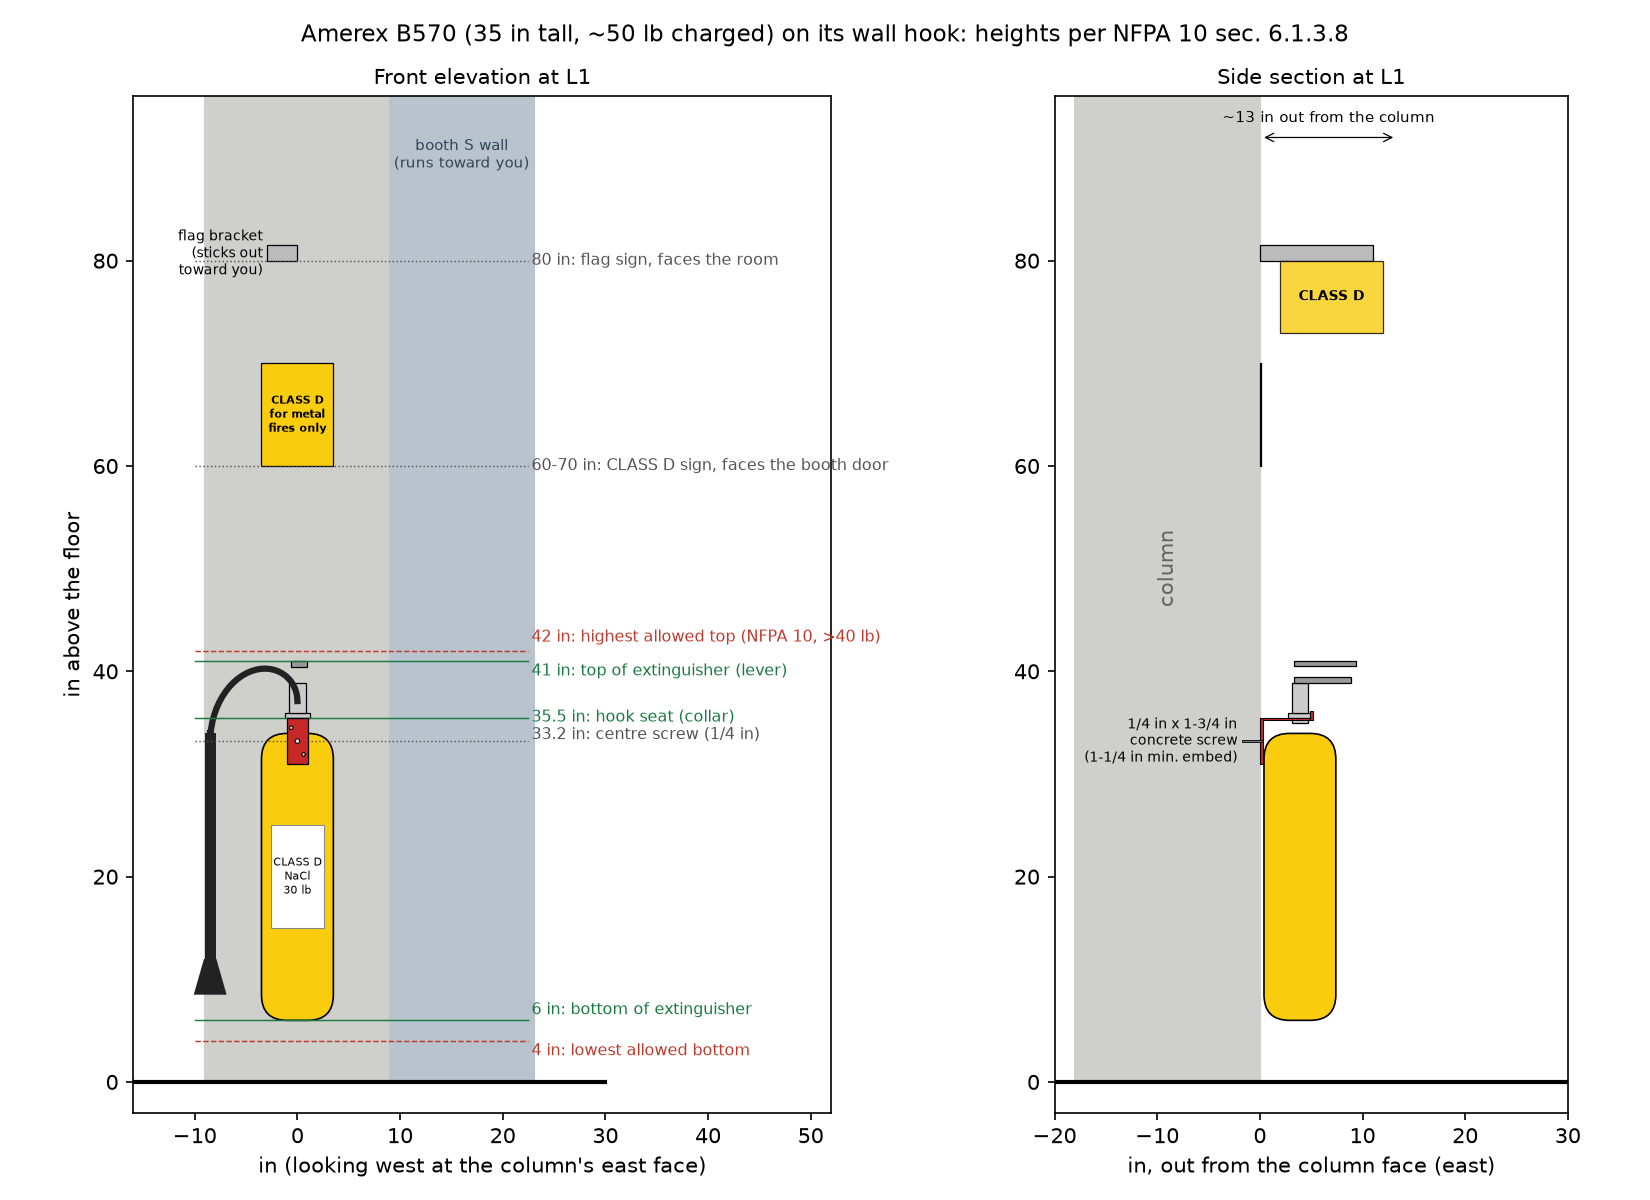 Amerex B570 (35 in tall, ~50 lb charged) on its wall hook: heights per NFPA 10 sec. 6.1.3.8
Front elevation at L1
booth S wall
(runs toward you)
flag bracket
(sticks out
toward you)
80 in: flag sign, faces the room
CLASS D
for metal
fires only
60-70 in: CLASS D sign, faces the booth door
42 in: highest allowed top (NFPA 10, >40 lb)
41 in: top of extinguisher (lever)
35.5 in: hook seat (collar)
33.2 in: centre screw (1/4 in)
CLASS D
NaCl
30 lb
6 in: bottom of extinguisher
4 in: lowest allowed bottom
in above the floor
80
60
40
20
0
−10
0
10
20
30
40
50
in (looking west at the column's east face)
Side section at L1
~13 in out from the column
CLASS D
column
1/4 in x 1-3/4 in
concrete screw
(1-1/4 in min. embed)
80
60
40
20
0
−20
−10
0
10
20
30
in, out from the column face (east)